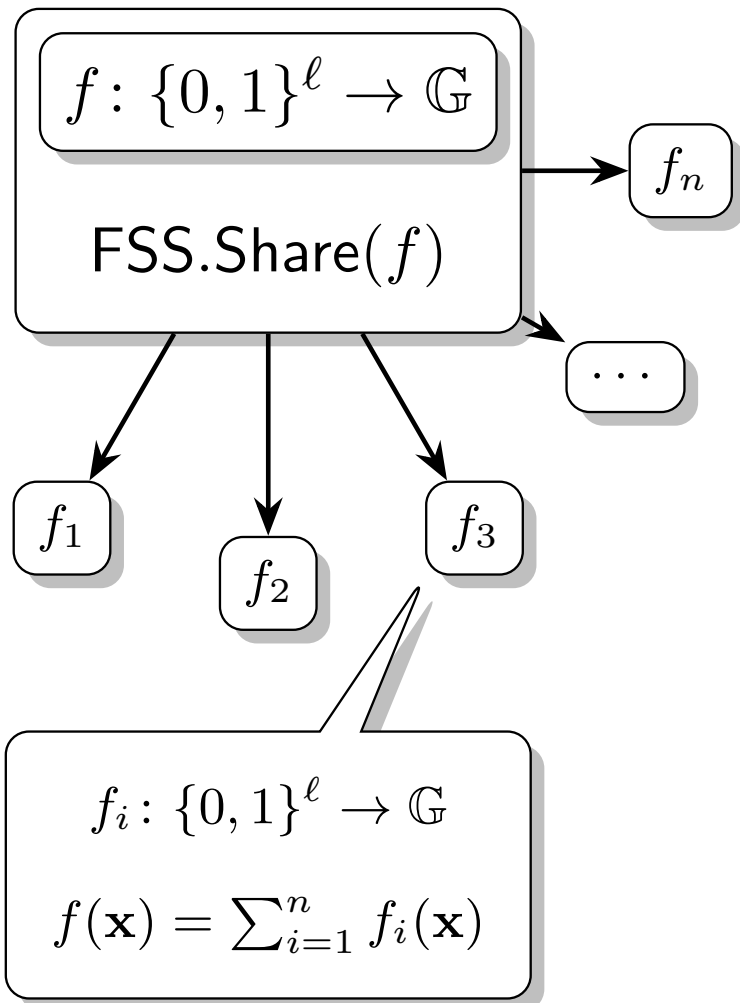 f : {0, 1}^ℓ → 𝔾
FSS.Share(f)
f_n
⋯
f_1
f_2
f_3
f_i : {0, 1}^ℓ → 𝔾
f(𝐱) = ∑_{i=1}^{n} f_i(𝐱)